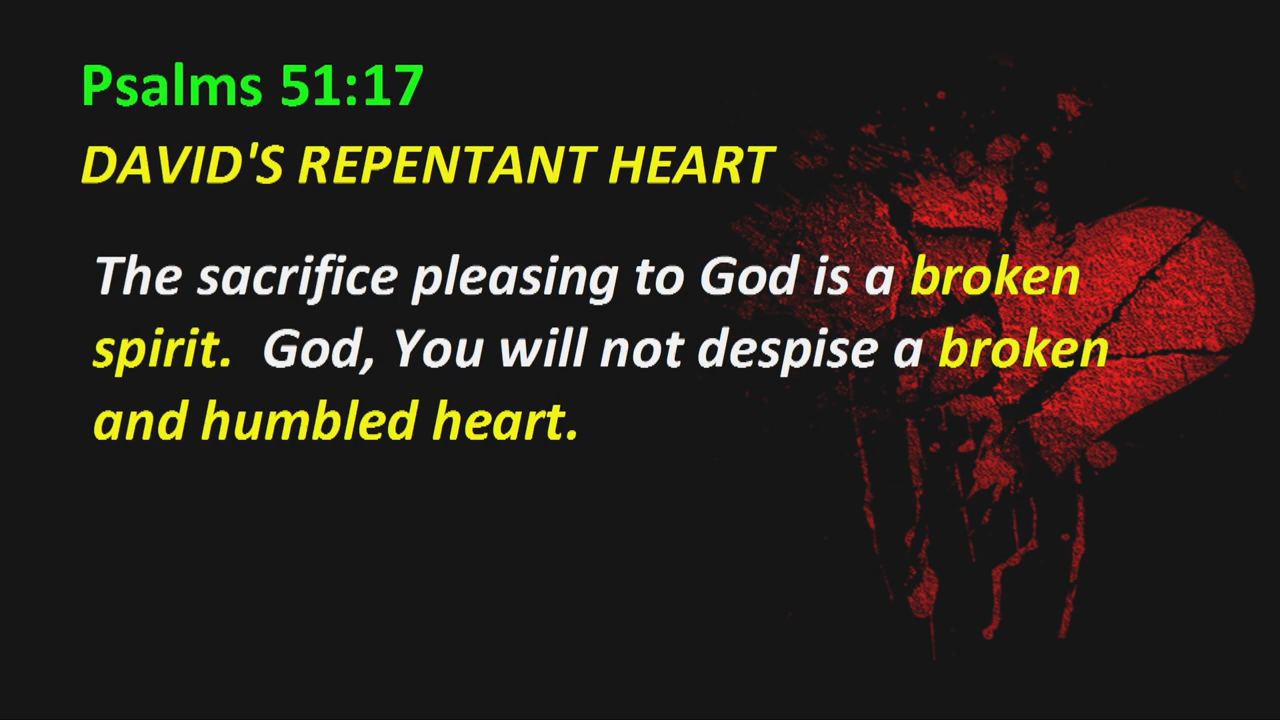 Psalms 51:17
DAVID'S REPENTANT HEART
The sacrifice pleasing to God is a broken
spirit.  God, You will not despise a broken
and humbled heart.